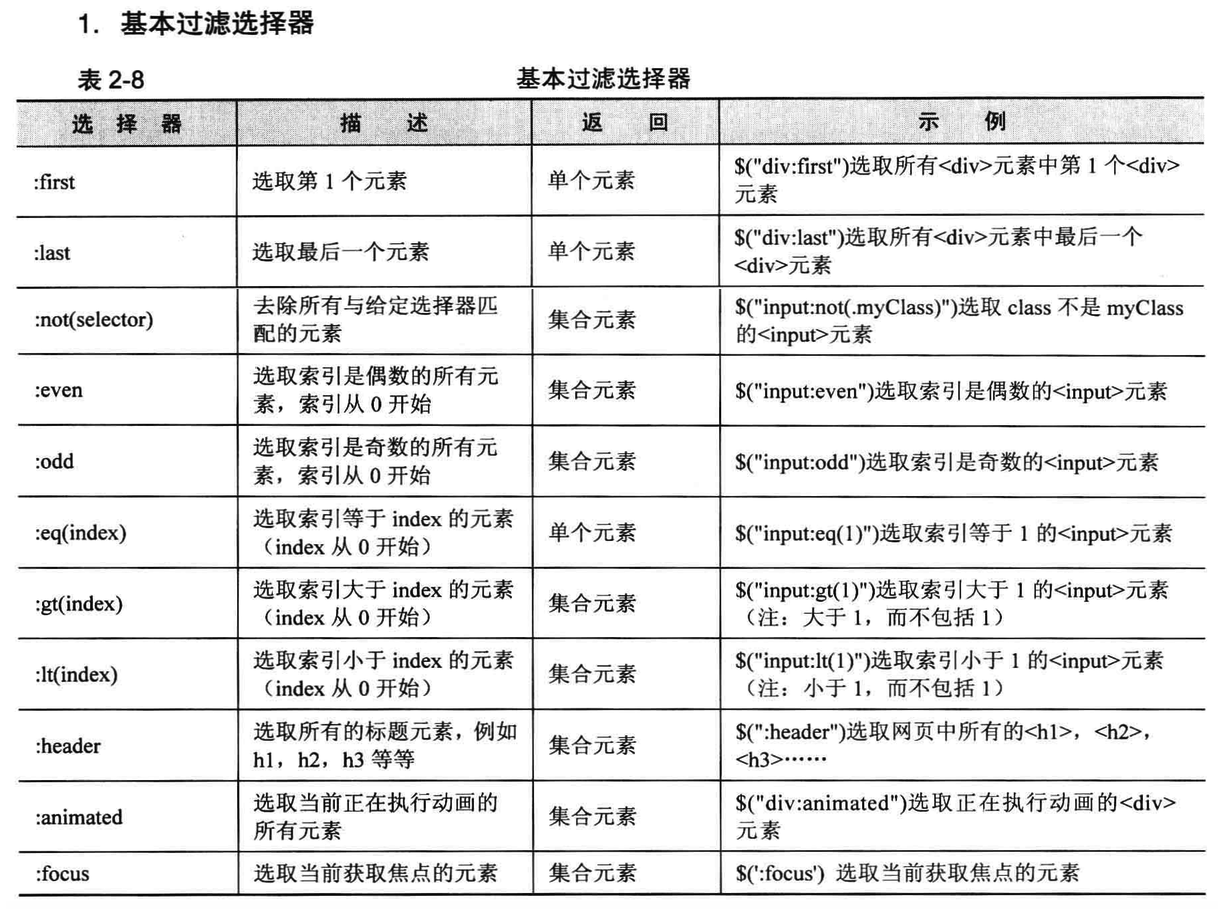 1. 基本过滤选择器
表 2-8 基本过滤选择器
选 择 器 描 述 返 回 示 例
:first 选取第 1 个元素 单个元素 $("div:first")选取所有<div>元素中第 1 个<div>
元素
:last 选取最后一个元素 单个元素 $("div:last")选取所有<div>元素中最后一个
<div>元素
:not(selector) 去除所有与给定选择器匹
配的元素 集合元素 $("input:not(.myClass)")选取 class 不是 myClass
的<input>元素
:even 选取索引是偶数的所有元
素，索引从 0 开始 集合元素 $("input:even")选取索引是偶数的<input>元素
:odd 选取索引是奇数的所有元
素，索引从 0 开始 集合元素 $("input:odd")选取索引是奇数的<input>元素
:eq(index) 选取索引等于 index 的元素
（index 从 0 开始） 单个元素 $("input:eq(1)")选取索引等于 1 的<input>元素
:gt(index) 选取索引大于 index 的元素
（index 从 0 开始） 集合元素 $("input:gt(1)")选取索引大于 1 的<input>元素
（注：大于 1，而不包括 1）
:lt(index) 选取索引小于 index 的元素
（index 从 0 开始） 集合元素 $("input:lt(1)")选取索引小于 1 的<input>元素
（注：小于 1，而不包括 1）
:header 选取所有的标题元素，例如
h1，h2，h3 等等 集合元素 $(":header")选取网页中所有的<h1>，<h2>，
<h3>……
:animated 选取当前正在执行动画的
所有元素 集合元素 $("div:animated")选取正在执行动画的<div>
元素
:focus 选取当前获取焦点的元素 集合元素 $(':focus') 选取当前获取焦点的元素